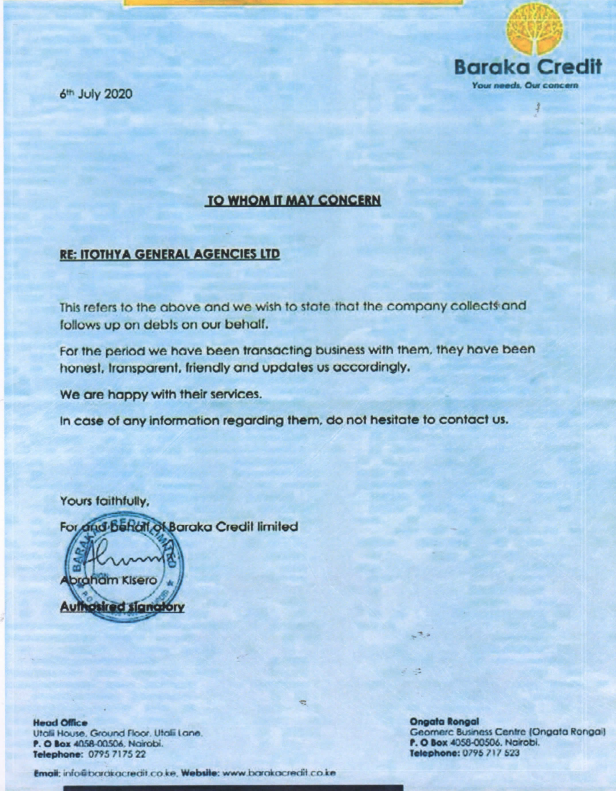 Baraka Credit
Your needs, Our concern
6th July 2020
TO WHOM IT MAY CONCERN
RE: ITOTHYA GENERAL AGENCIES LTD
This refers to the above and we wish to state that the company collects and
follows up on debts on our behalf.
For the period we have been transacting business with them, they have been
honest, transparent, friendly and updates us accordingly.
We are happy with their services.
In case of any information regarding them, do not hesitate to contact us.
Yours faithfully,
For and behalf of Baraka Credit limited
Abraham Kisero
Authosired signatory
Head Office
Utalii House, Ground Floor, Utalii Lane,
P. O Box 4058-00506, Nairobi.
Telephone: 0795 7175 22
Ongata Rongai
Geomerc Business Centre (Ongata Rongai)
P. O Box 4058-00506, Nairobi.
Telephone: 0795 717 523
Email: info@barakacredit.co.ke, Website: www.barakacredit.co.ke